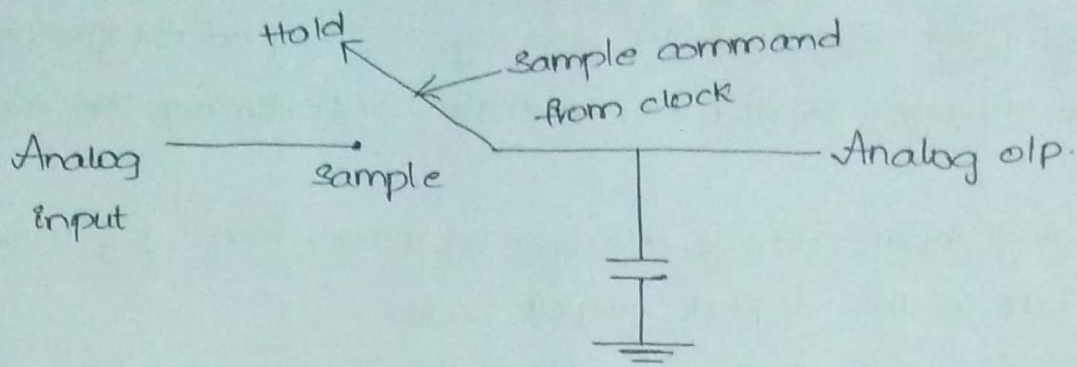 Hold
sample command
from clock
Analog
input
sample
Analog o/p.